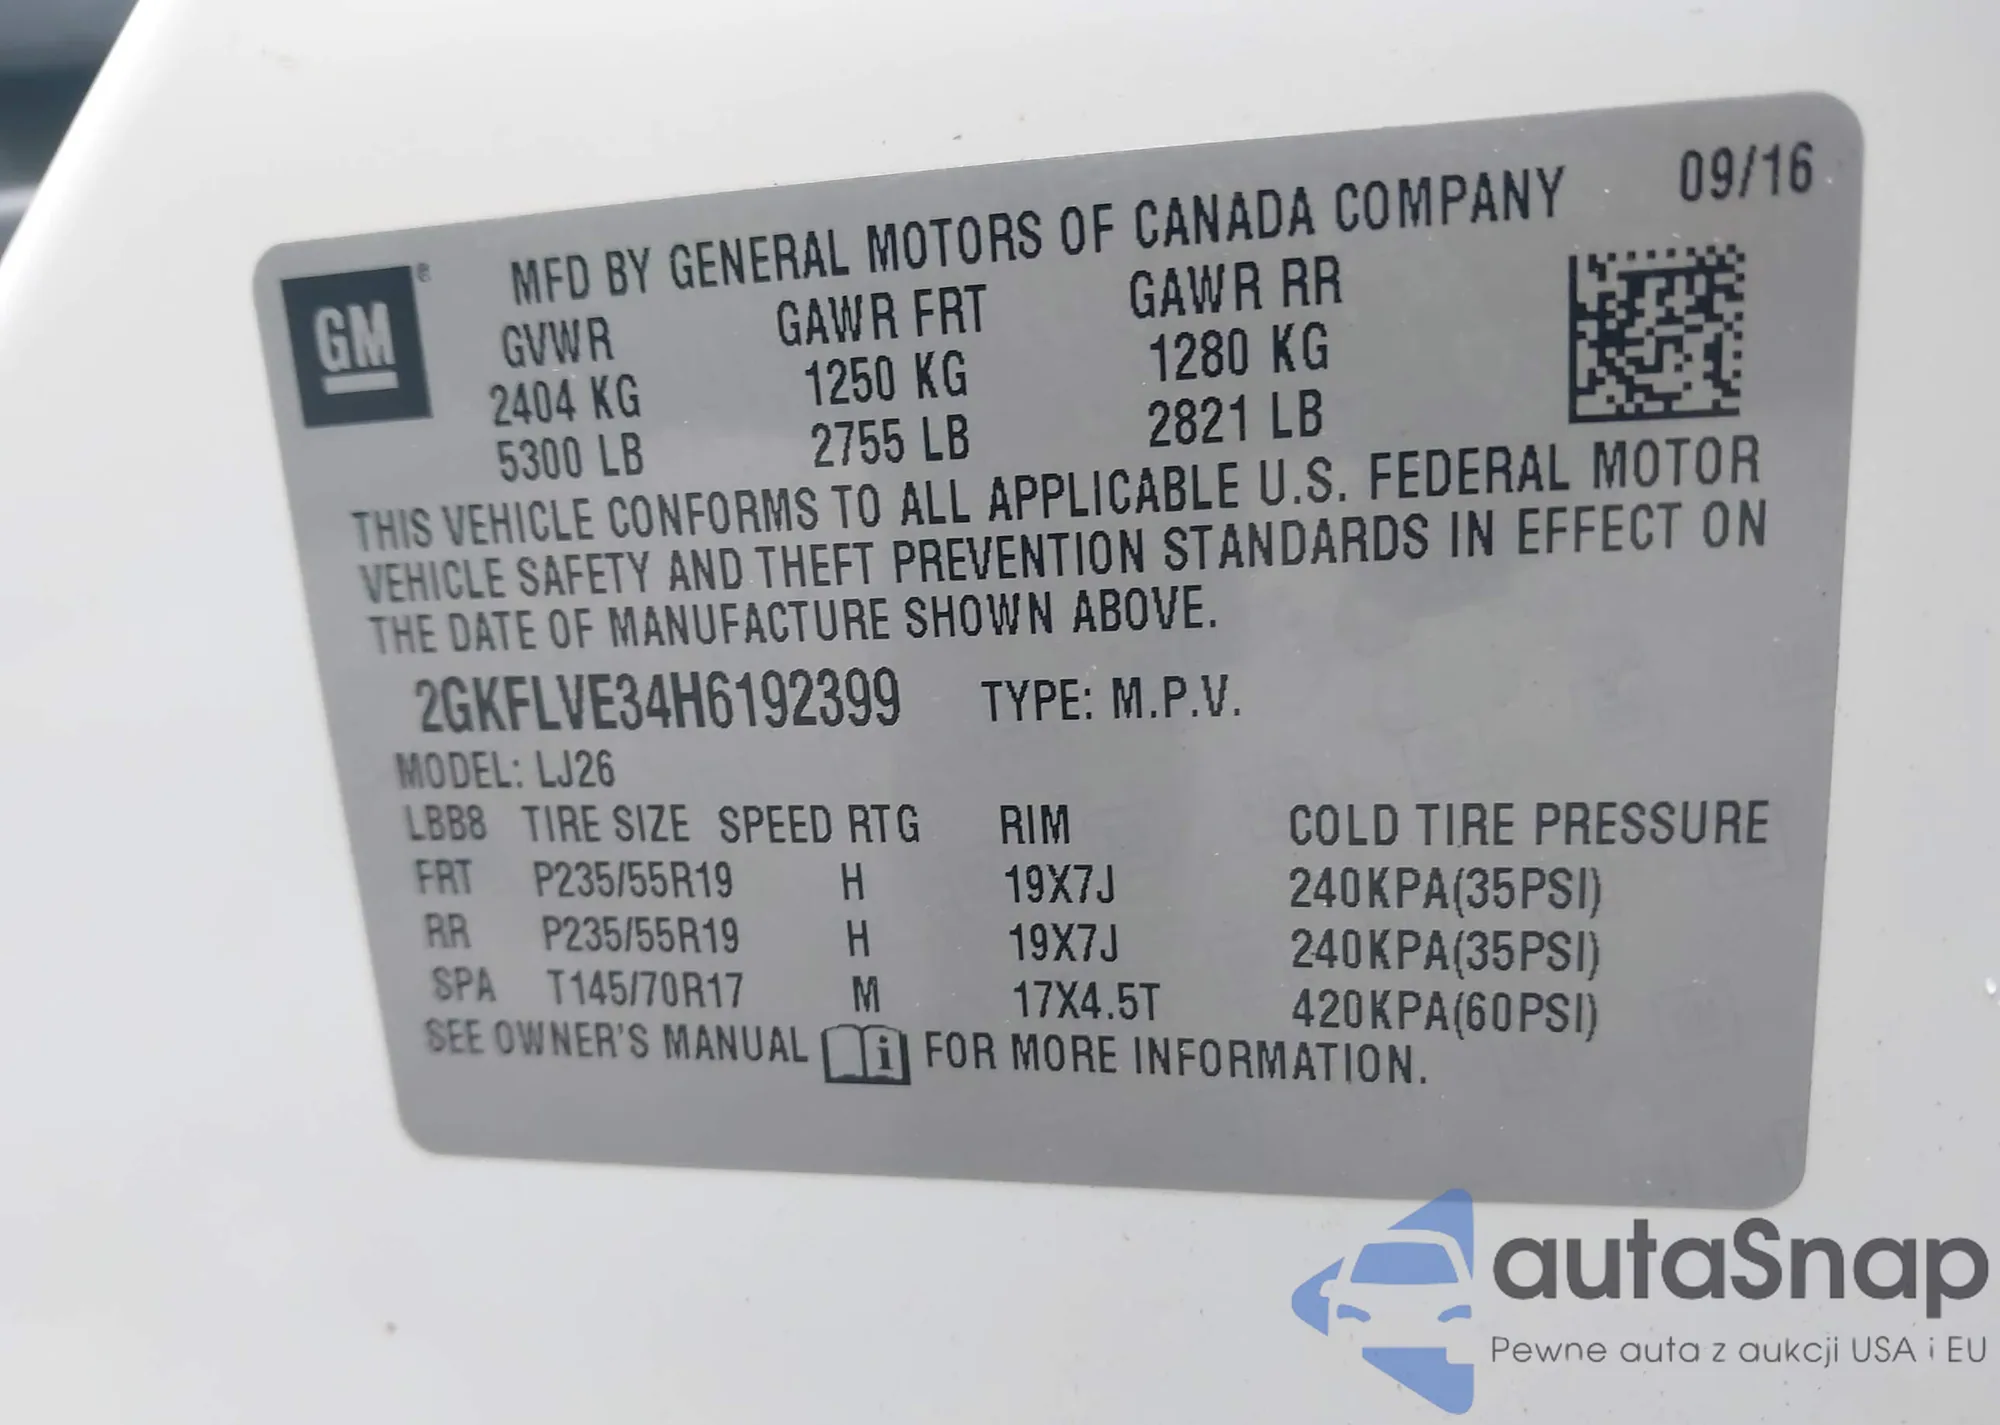 MFD BY GENERAL MOTORS OF CANADA COMPANY 09/16
GM ®
GVWR GAWR FRT GAWR RR
2404 KG 1250 KG 1280 KG
5300 LB 2755 LB 2821 LB
THIS VEHICLE CONFORMS TO ALL APPLICABLE U.S. FEDERAL MOTOR
VEHICLE SAFETY AND THEFT PREVENTION STANDARDS IN EFFECT ON
THE DATE OF MANUFACTURE SHOWN ABOVE.
2GKFLVE34H6192399 TYPE: M.P.V.
MODEL: LJ26
LBB8 TIRE SIZE SPEED RTG RIM COLD TIRE PRESSURE
FRT P235/55R19 H 19X7J 240KPA(35PSI)
RR P235/55R19 H 19X7J 240KPA(35PSI)
SPA T145/70R17 M 17X4.5T 420KPA(60PSI)
SEE OWNER'S MANUAL i FOR MORE INFORMATION.
autaSnap
Pewne auta z aukcji USA i EU